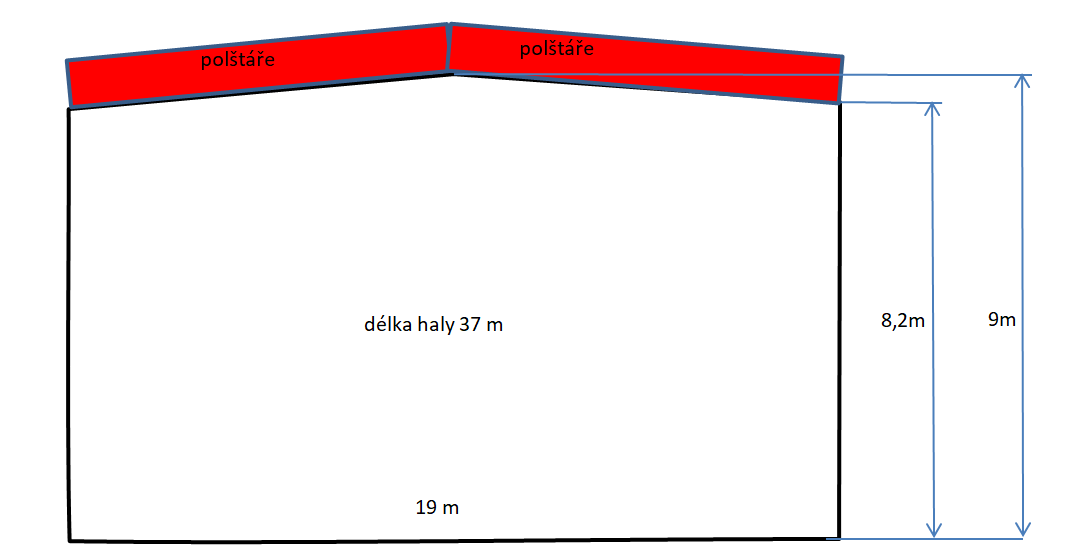 polštáře
polštáře
délka haly 37 m
8,2m
9m
19 m